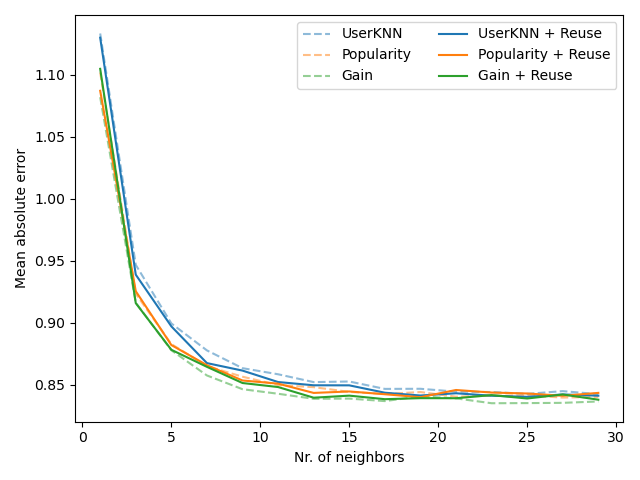 UserKNN
Popularity
Gain
UserKNN + Reuse
Popularity + Reuse
Gain + Reuse
Mean absolute error
1.10
1.05
1.00
0.95
0.90
0.85
0
5
10
15
20
25
30
Nr. of neighbors